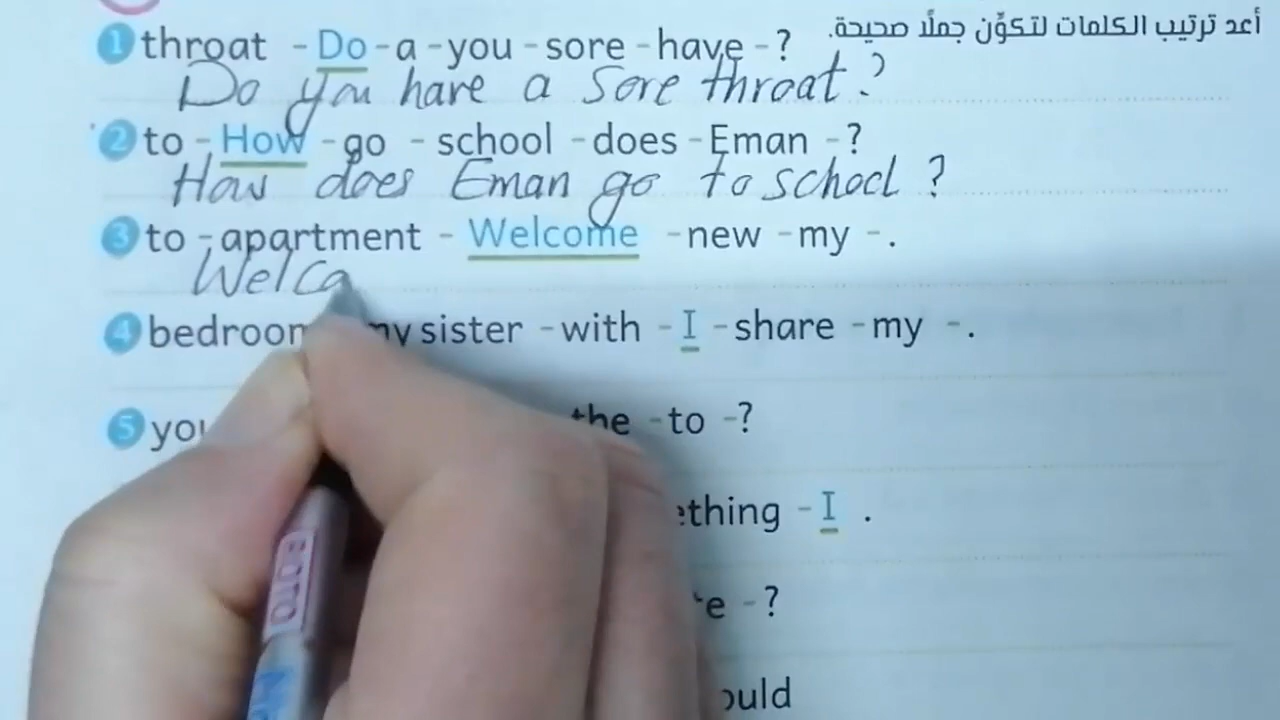 أعد ترتيب الكلمات لتكوِّن جملًا صحيحة.
1 throat - Do - a - you - sore - have - ?
Do you have a Sore throat ?
2 to - How - go - school - does - Eman - ?
How does Eman go to school ?
3 to - apartment - Welcome - new - my - .
Welco
4 bedroom my sister - with - I - share - my - .
5 you the - to - ?
ething - I .
e - ?
ould